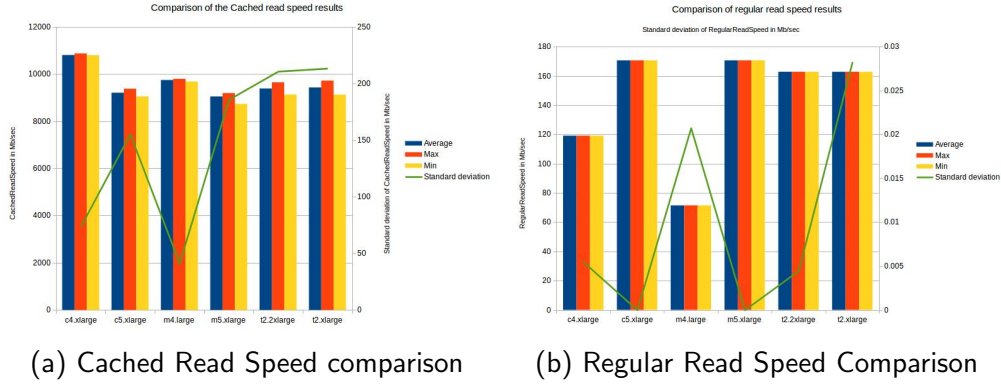 Comparison of the Cached read speed results
12000
10000
8000
6000
4000
2000
0
CachedReadSpeed in Mb/sec
250
200
150
100
50
0
Standard deviation of CachedReadSpeed in Mb/sec
Average
Max
Min
Standard deviation
c4.xlarge c5.xlarge m4.large m5.xlarge t2.2xlarge t2.xlarge
(a) Cached Read Speed comparison
Comparison of regular read speed results
Standard deviation of RegularReadSpeed in Mb/sec
180
160
140
120
100
80
60
40
20
0
RegularReadSpeed in Mb/sec
0.03
0.025
0.02
0.015
0.01
0.005
0
Average
Max
Min
Standard deviation
c4.xlarge c5.xlarge m4.large m5.xlarge t2.2xlarge t2.xlarge
(b) Regular Read Speed Comparison